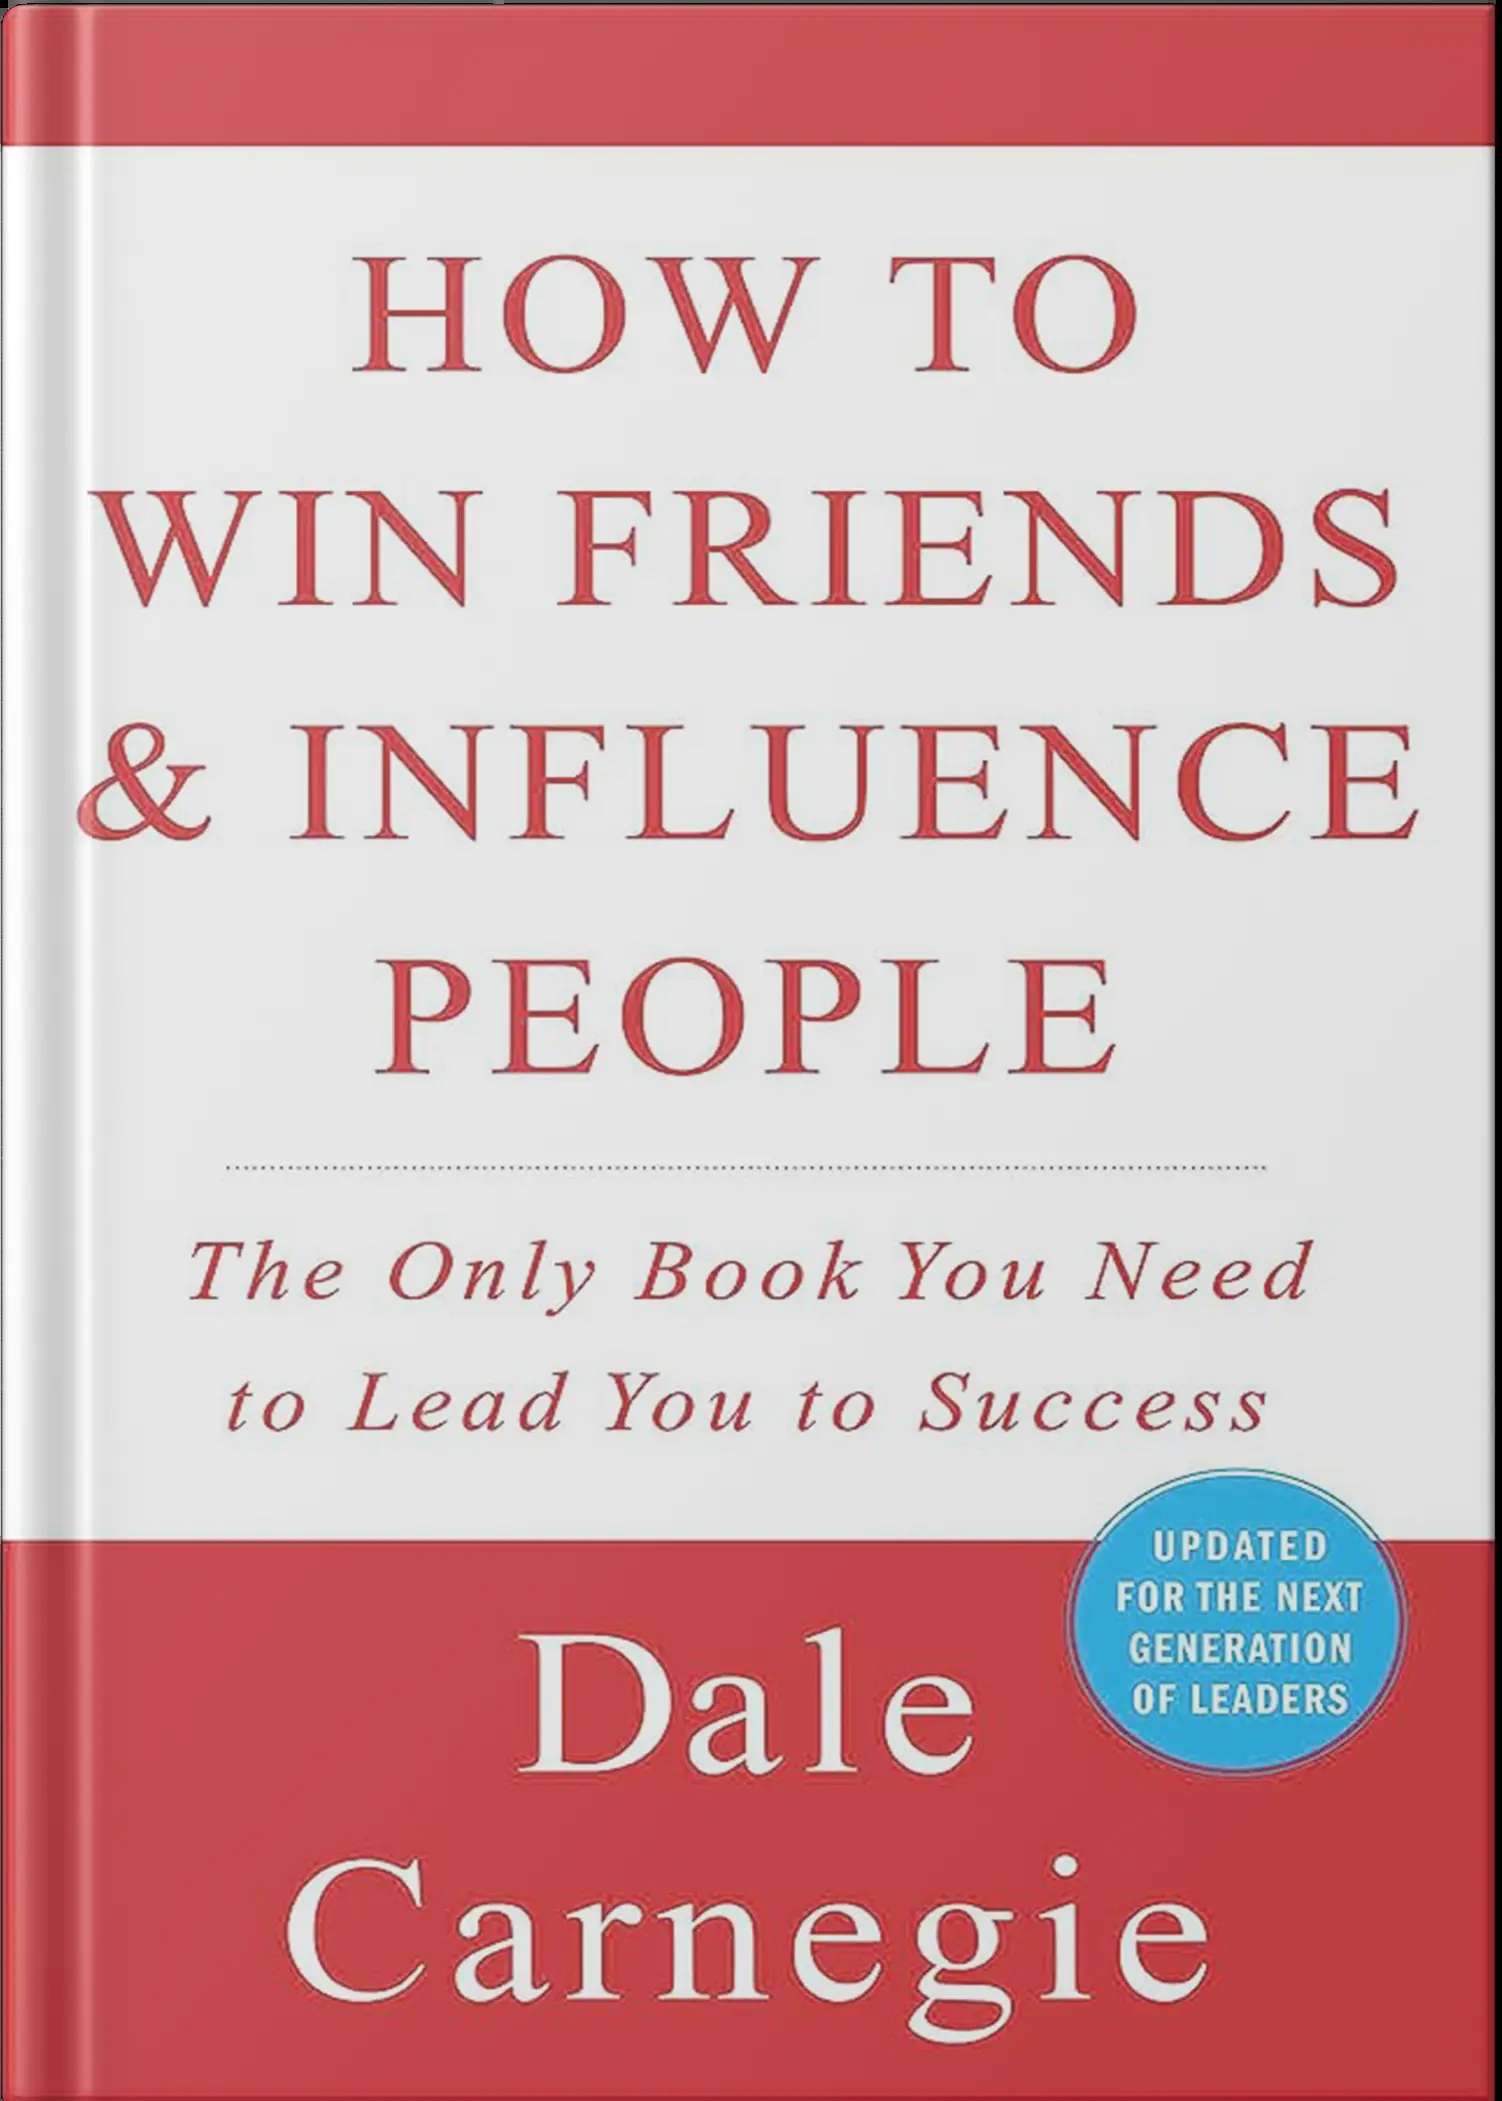 HOW TO
WIN FRIENDS
& INFLUENCE
PEOPLE
The Only Book You Need
to Lead You to Success
UPDATED
FOR THE NEXT
GENERATION
OF LEADERS
Dale
Carnegie